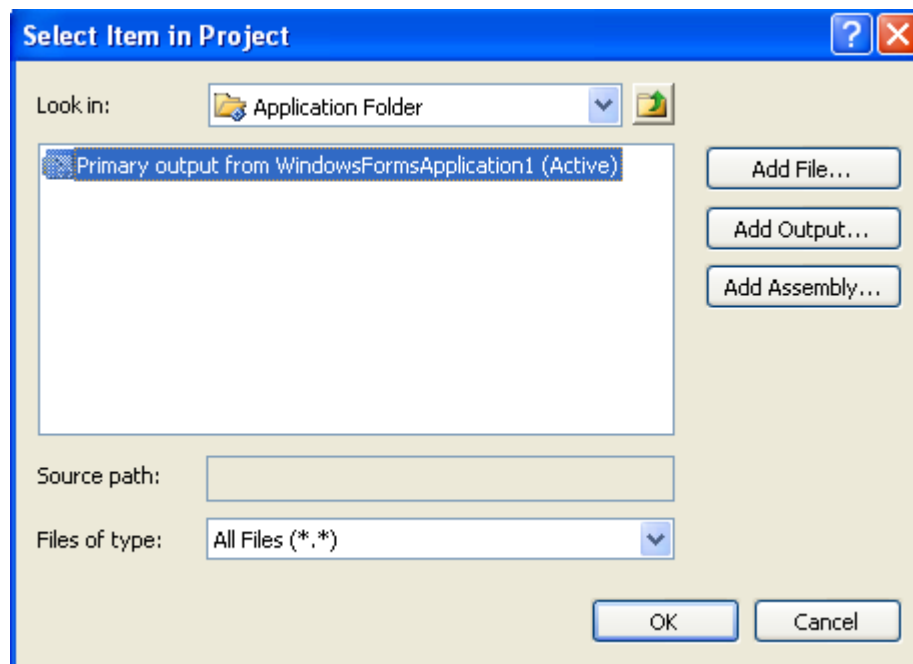 Select Item in Project
Look in: Application Folder
Primary output from WindowsFormsApplication1 (Active)
Add File...
Add Output...
Add Assembly...
Source path:
Files of type: All Files (*.*)
OK Cancel